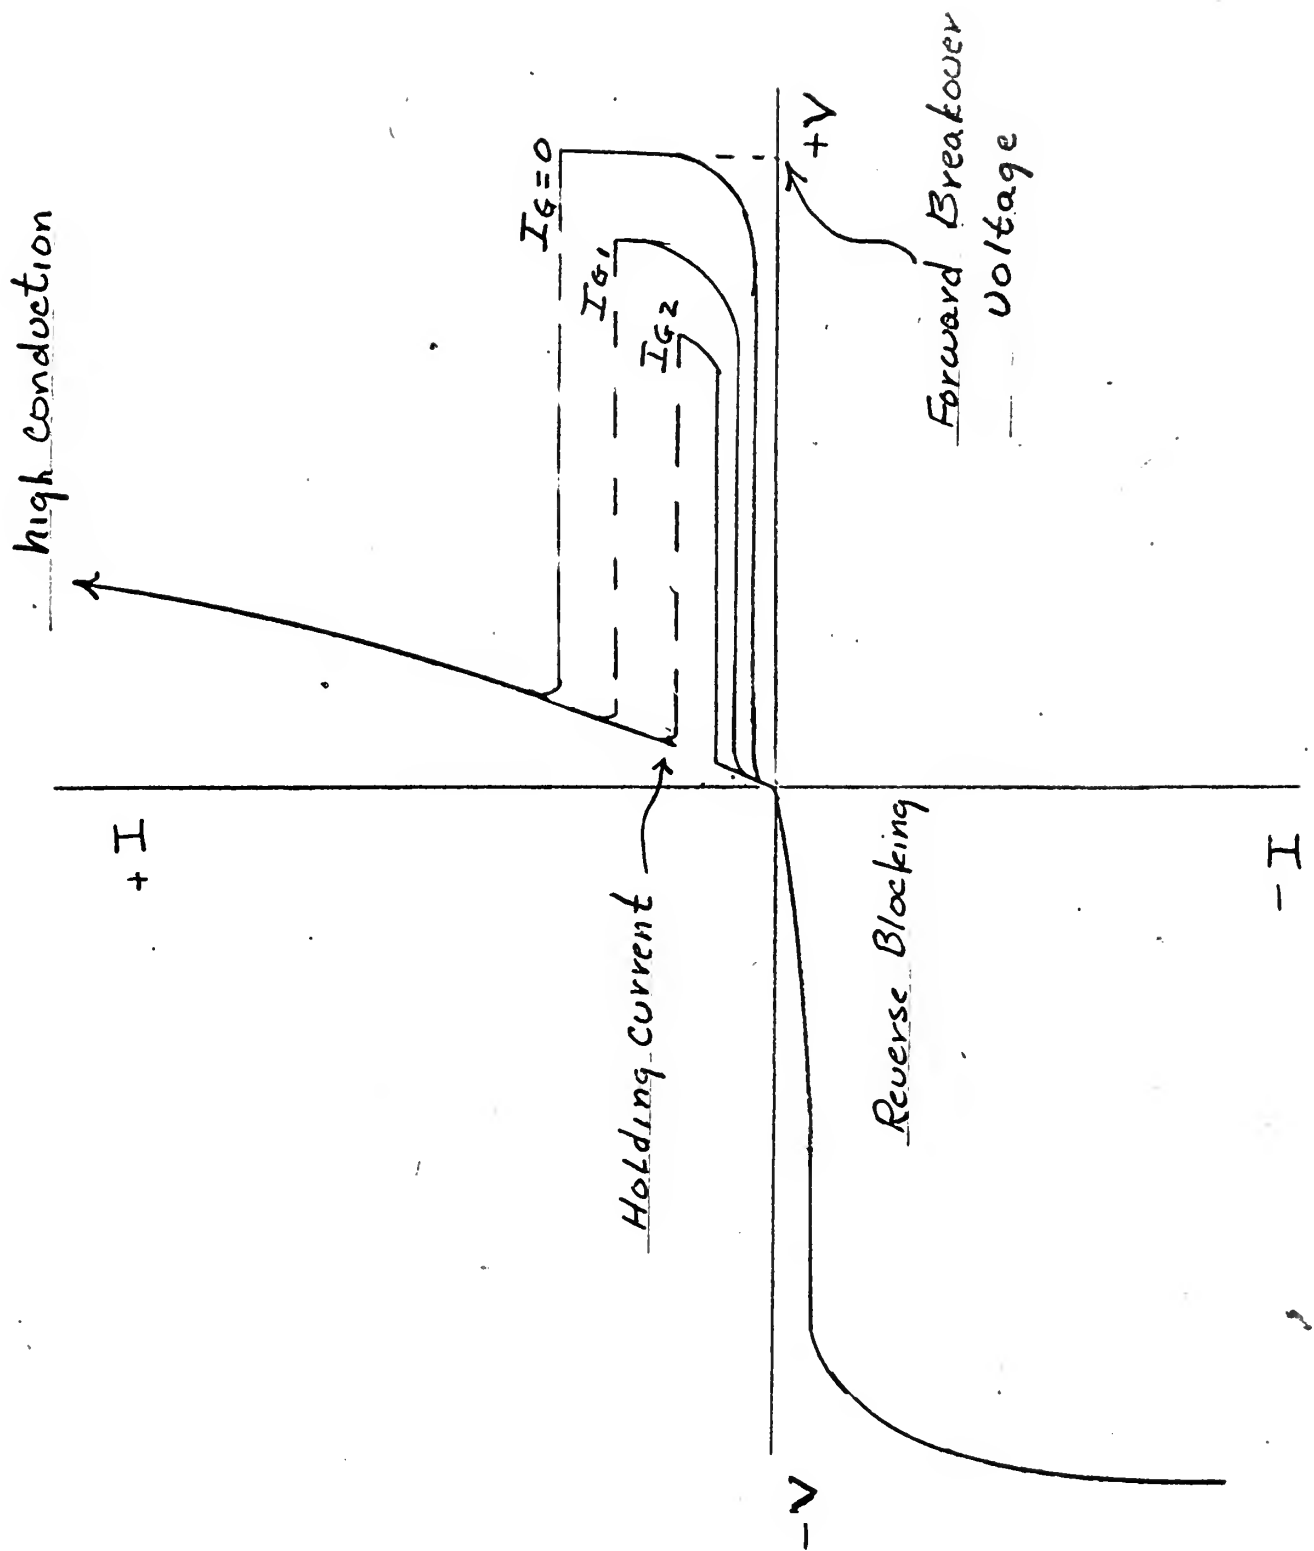 high conduction
+I
I_G=0
I_G1
I_G2
Holding Current
+V
-V
Forward Breakover
Voltage
Reverse Blocking
-I